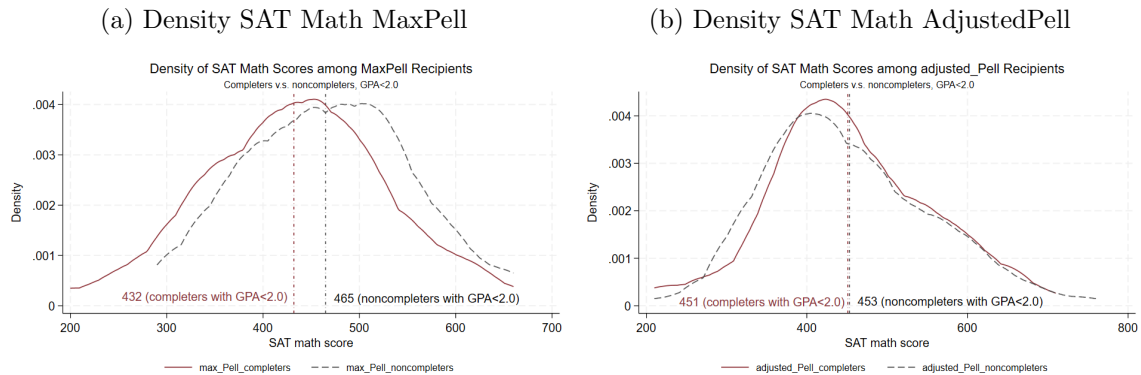 (a) Density SAT Math MaxPell
Density of SAT Math Scores among MaxPell Recipients
Completers v.s. noncompleters, GPA<2.0
.004
.003
.002
.001
0
Density
432 (completers with GPA<2.0)
465 (noncompleters with GPA<2.0)
200 300 400 500 600 700
SAT math score
max_Pell_completers max_Pell_noncompleters
(b) Density SAT Math AdjustedPell
Density of SAT Math Scores among adjusted_Pell Recipients
Completers v.s. noncompleters, GPA<2.0
.004
.003
.002
.001
0
Density
451 (completers with GPA<2.0)
453 (noncompleters with GPA<2.0)
200 400 600 800
SAT math score
adjusted_Pell_completers adjusted_Pell_noncompleters